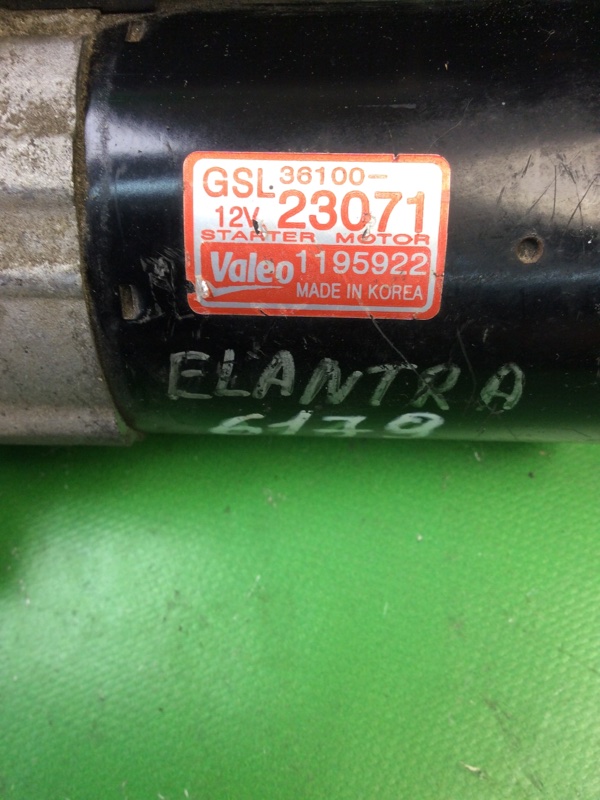 GSL 36100-
12V 23071
STARTER MOTOR
Valeo 1195922
MADE IN KOREA
ELANTRA
6179